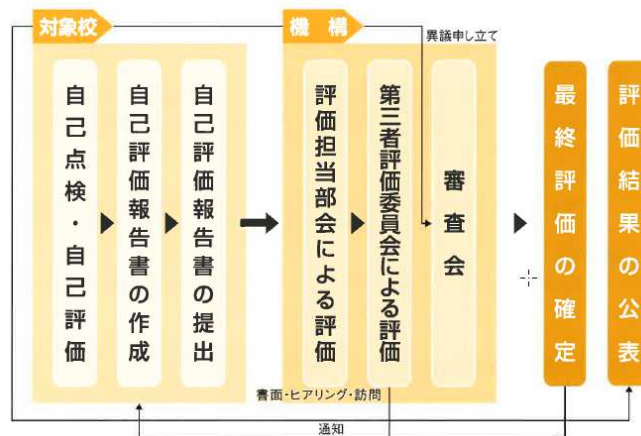 対象校
機構
異議申し立て
自己点検・自己評価
自己評価報告書の作成
自己評価報告書の提出
評価担当部会による評価
第三者評価委員会による評価
審査会
最終評価の確定
評価結果の公表
書面・ヒアリング・訪問
通知